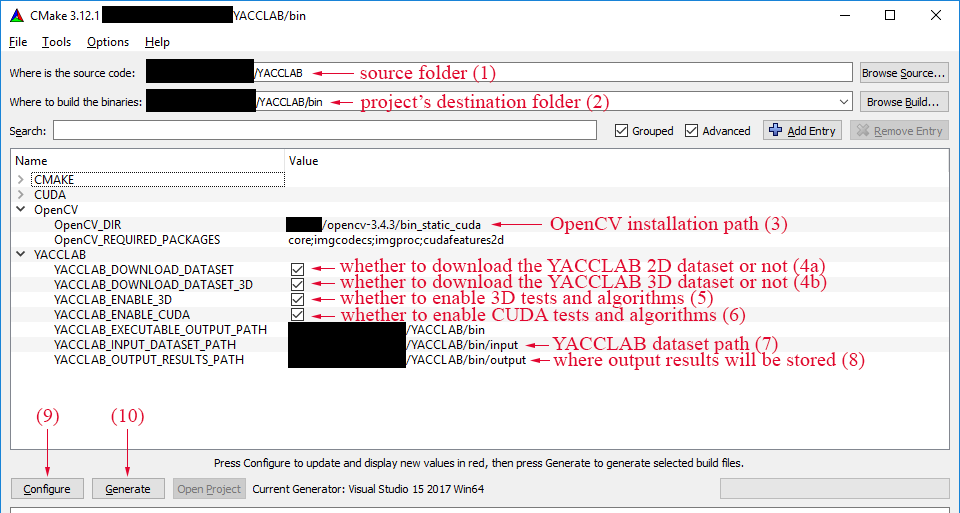 CMake 3.12.1 YACCLAB/bin
File Tools Options Help
Where is the source code: /YACCLAB source folder (1) Browse Source...
Where to build the binaries: /YACCLAB/bin project's destination folder (2) Browse Build...
Search: Grouped Advanced Add Entry Remove Entry
Name Value
CMAKE
CUDA
OpenCV
OpenCV_DIR /opencv-3.4.3/bin_static_cuda OpenCV installation path (3)
OpenCV_REQUIRED_PACKAGES core;imgcodecs;imgproc;cudafeatures2d
YACCLAB
YACCLAB_DOWNLOAD_DATASET whether to download the YACCLAB 2D dataset or not (4a)
YACCLAB_DOWNLOAD_DATASET_3D whether to download the YACCLAB 3D dataset or not (4b)
YACCLAB_ENABLE_3D whether to enable 3D tests and algorithms (5)
YACCLAB_ENABLE_CUDA whether to enable CUDA tests and algorithms (6)
YACCLAB_EXECUTABLE_OUTPUT_PATH /YACCLAB/bin
YACCLAB_INPUT_DATASET_PATH /YACCLAB/bin/input YACCLAB dataset path (7)
YACCLAB_OUTPUT_RESULTS_PATH /YACCLAB/bin/output where output results will be stored (8)
(9) (10)
Press Configure to update and display new values in red, then press Generate to generate selected build files.
Configure Generate Open Project Current Generator: Visual Studio 15 2017 Win64